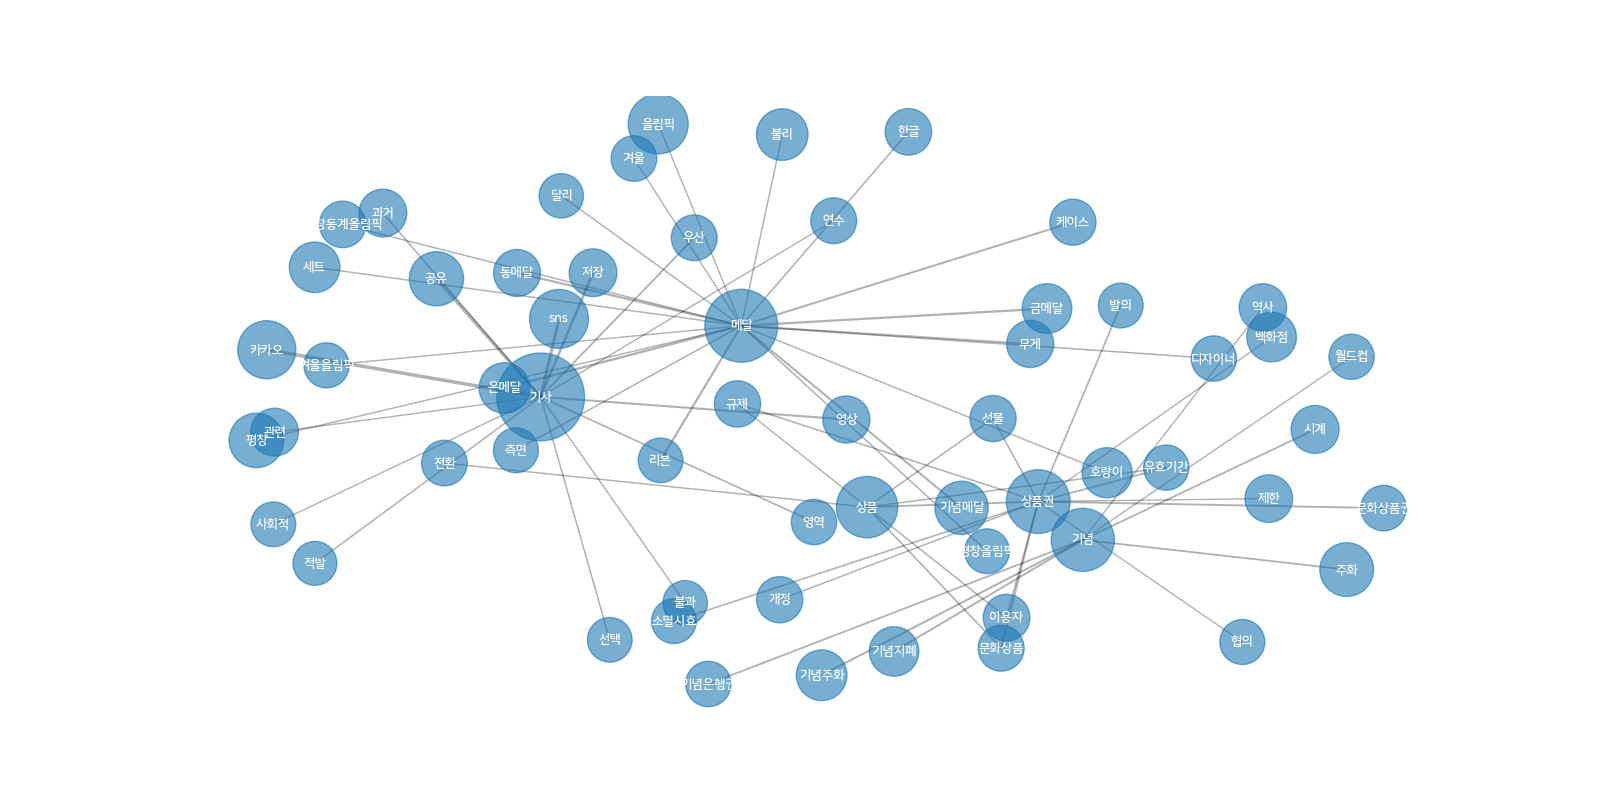 올림픽
불리
한글
겨울
달리
과거
창동계올림픽
연수
케이스
우산
세트
공유
동메달
저장
sns
메달
금메달
발의
역사
백화점
무게
디자이너
월드컵
카카오
겨울올림픽
은메달
기사
규제
영상
선물
시계
평창
관련
전환
측면
리본
호랑이
유효기간
상품
기념메달
상품권
제한
문화상품권
사회적
영역
기념
평창올림픽
적발
주화
불과
소멸시효
개정
이용자
선택
문화상품
협의
기념지폐
기념주화
기념은행권